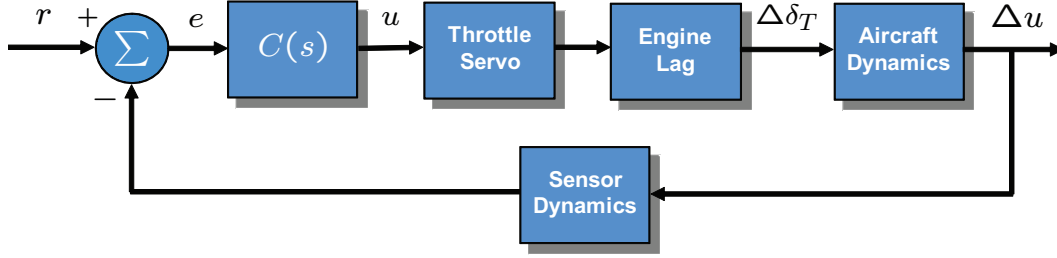 r
+
∑
−
e
C(s)
u
Throttle
Servo
Engine
Lag
Δδ_T
Aircraft
Dynamics
Δu
Sensor
Dynamics